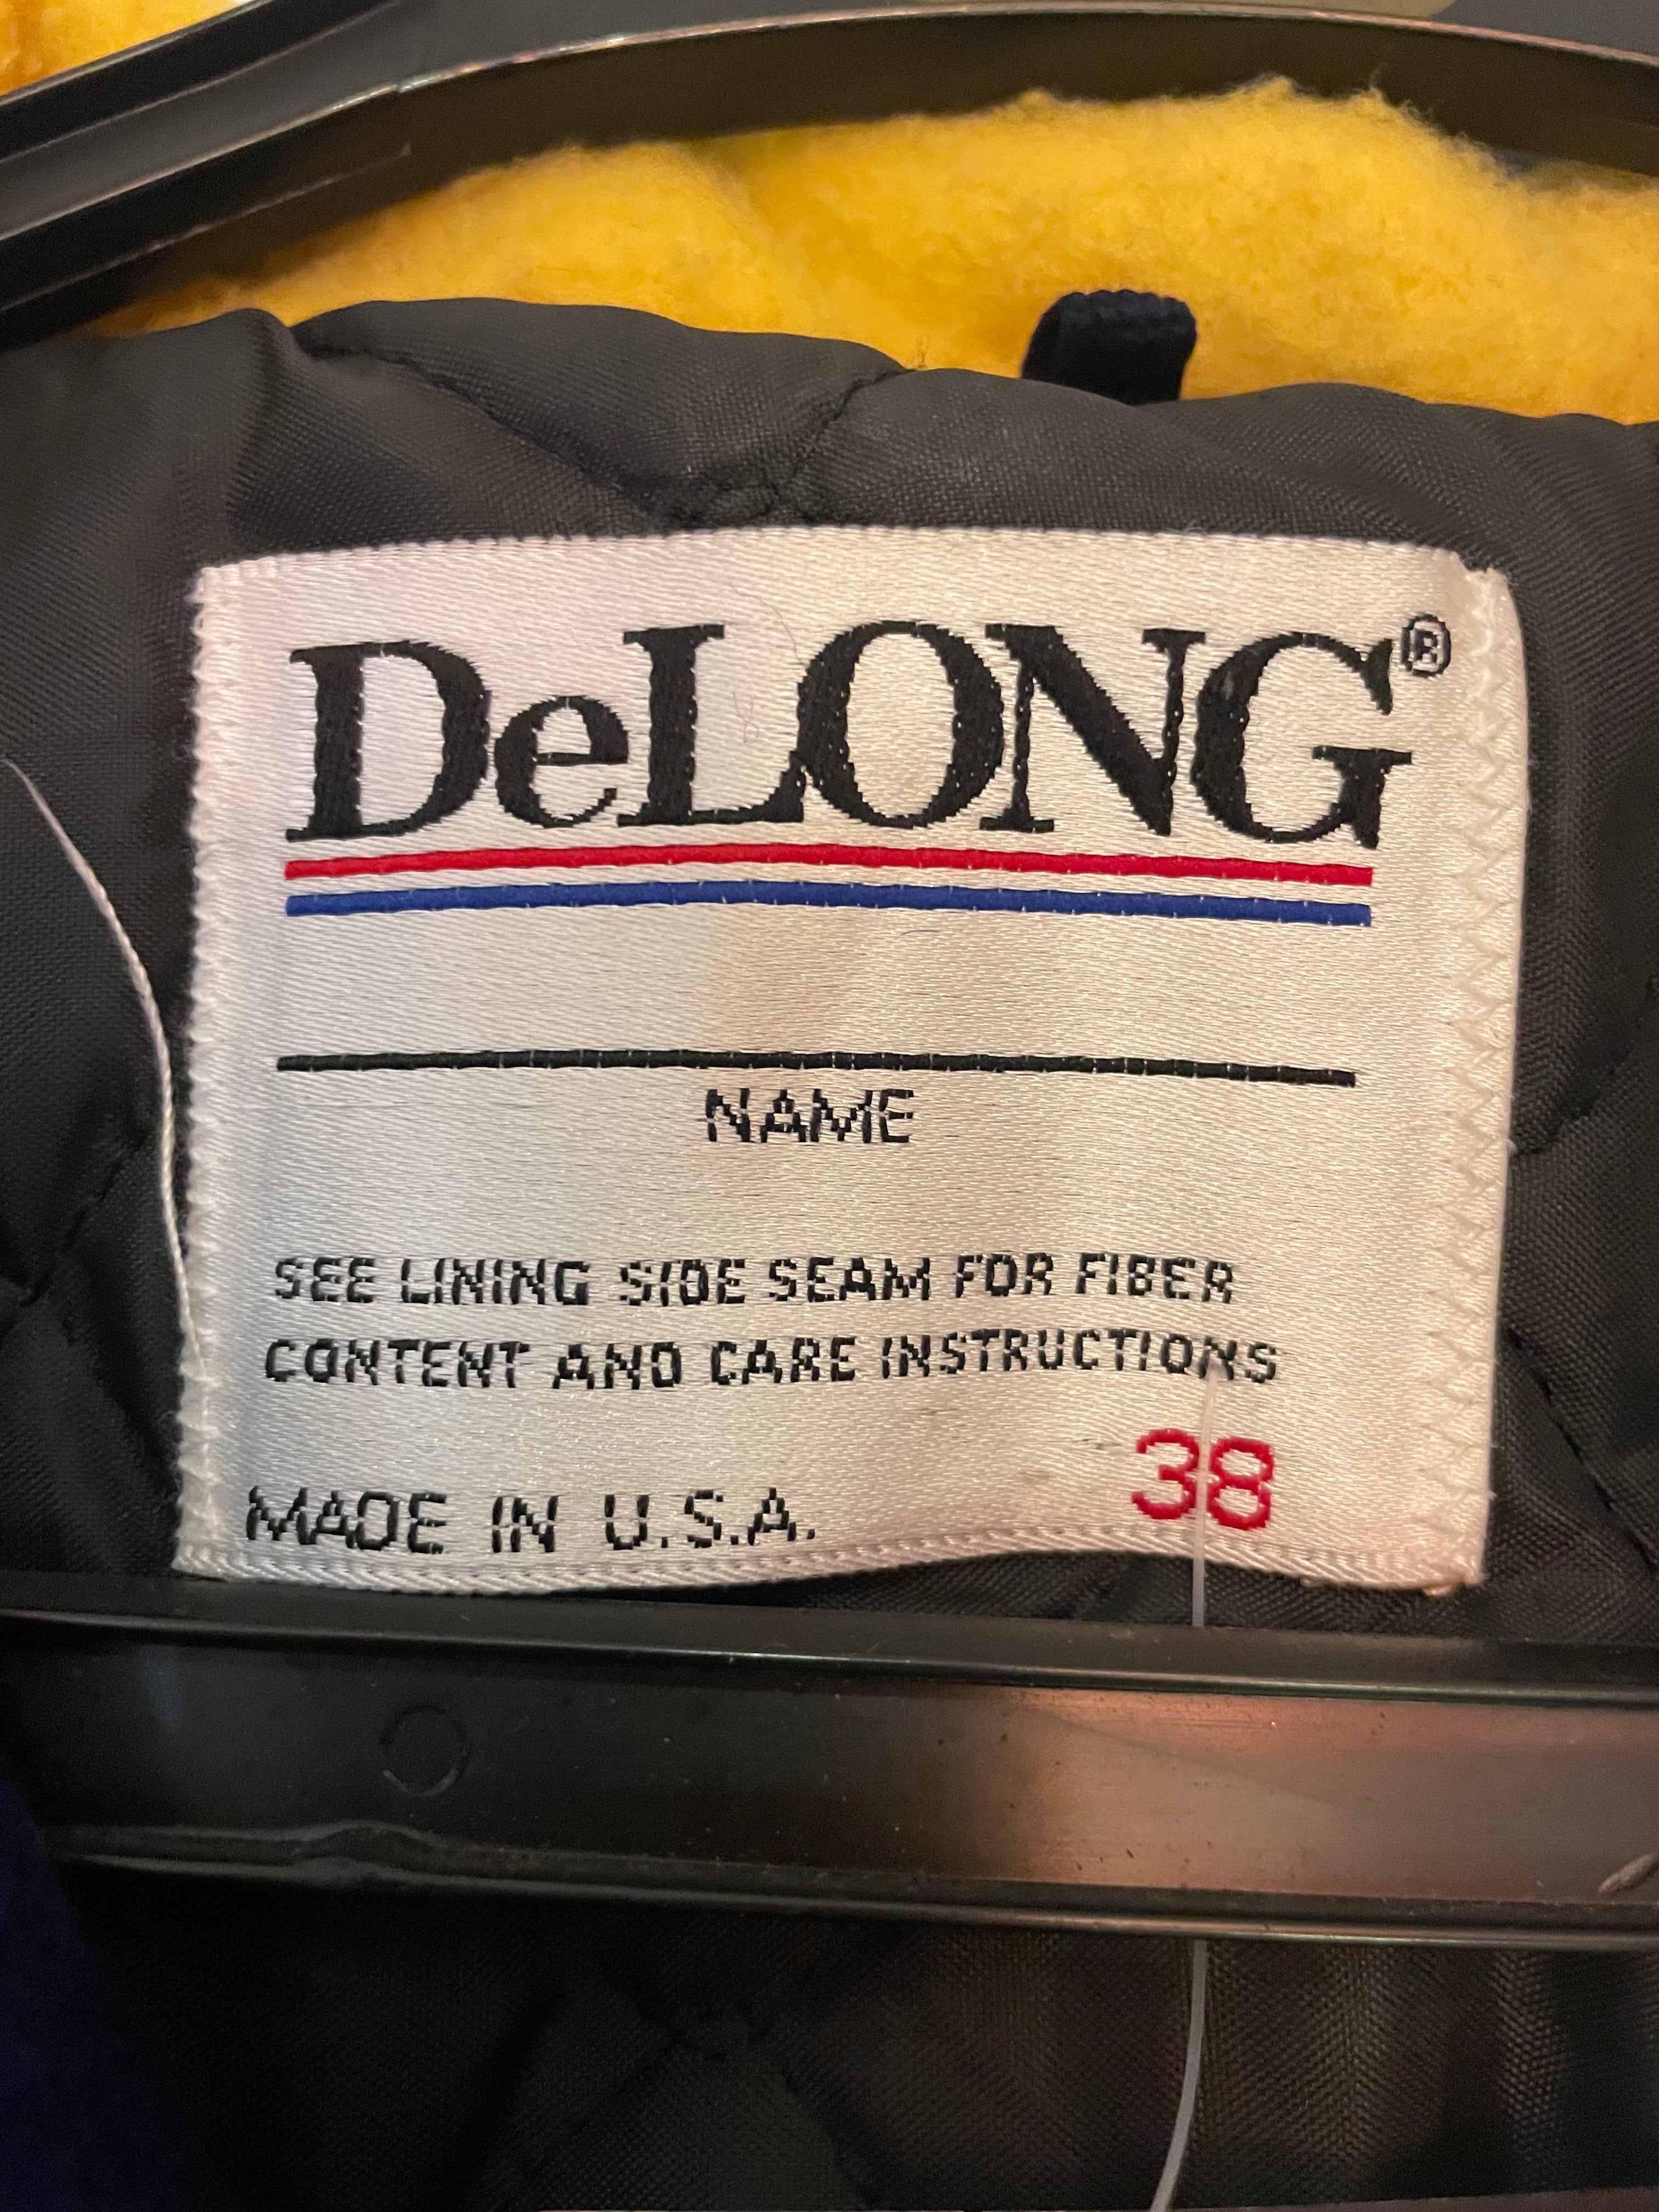 DeLONG®
NAME
SEE LINING SIDE SEAM FOR FIBER
CONTENT AND CARE INSTRUCTIONS
38
MADE IN U.S.A.